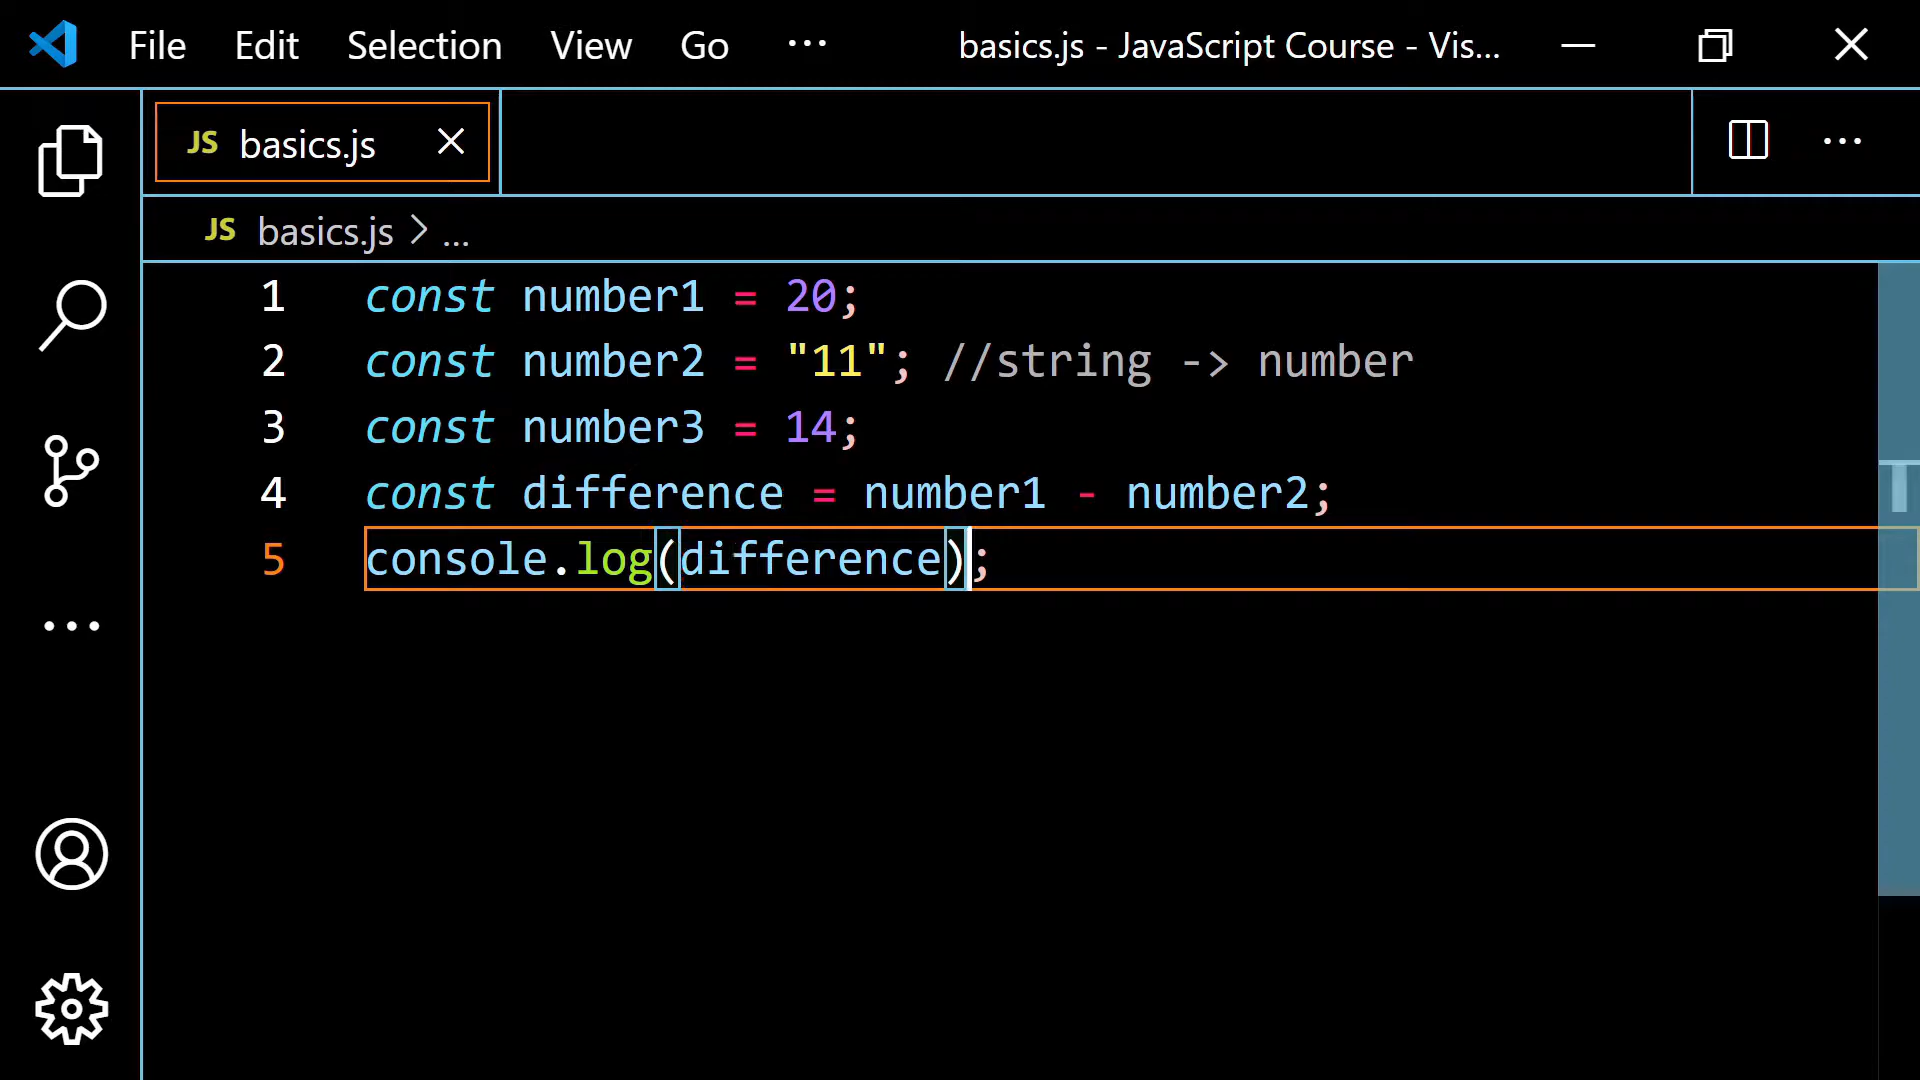 File Edit Selection View Go ··· basics.js - JavaScript Course - Vis...
JS basics.js
JS basics.js > ...
1 const number1 = 20;
2 const number2 = "11"; //string -> number
3 const number3 = 14;
4 const difference = number1 - number2;
5 console.log(difference);